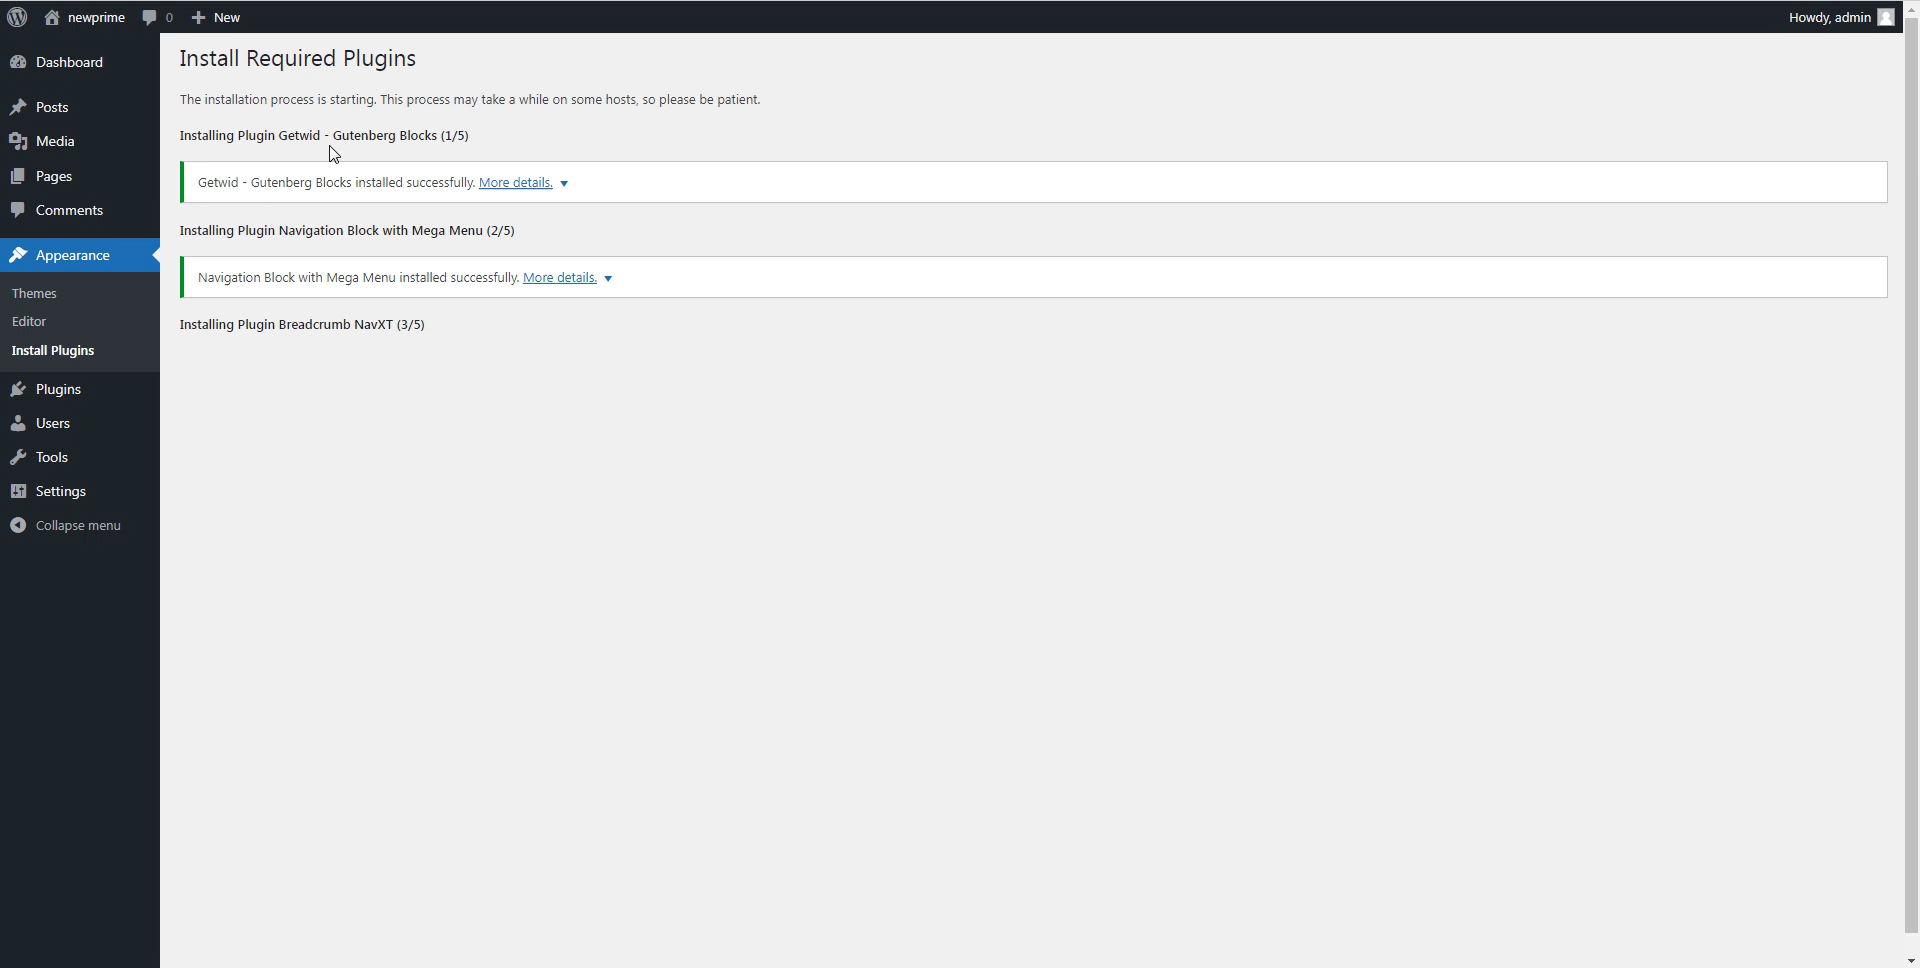 newprime 0 New Howdy, admin
Dashboard
Posts
Media
Pages
Comments
Appearance
Themes
Editor
Install Plugins
Plugins
Users
Tools
Settings
Collapse menu
Install Required Plugins
The installation process is starting. This process may take a while on some hosts, so please be patient.
Installing Plugin Getwid - Gutenberg Blocks (1/5)
Getwid - Gutenberg Blocks installed successfully. More details.
Installing Plugin Navigation Block with Mega Menu (2/5)
Navigation Block with Mega Menu installed successfully. More details.
Installing Plugin Breadcrumb NavXT (3/5)